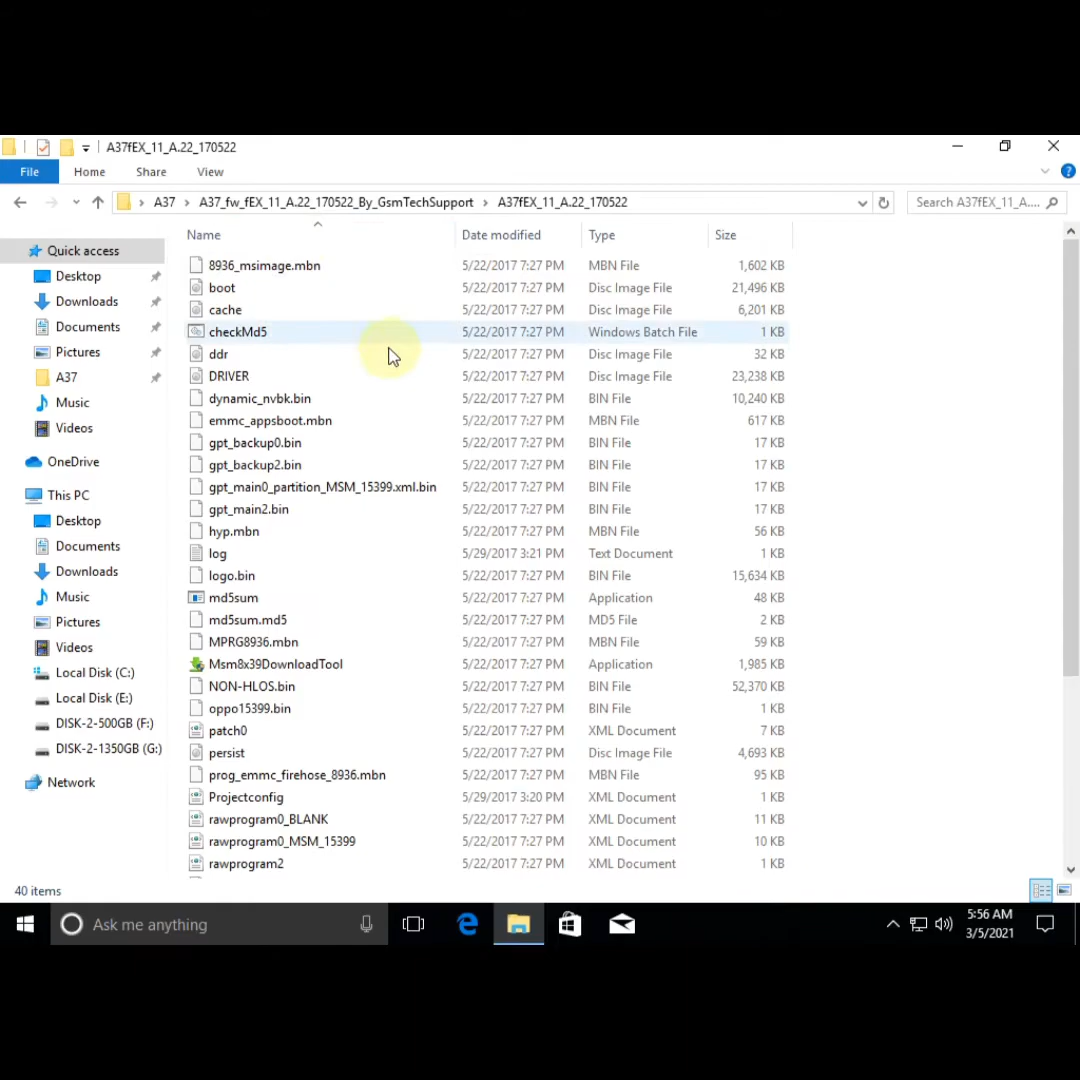 A37fEX_11_A.22_170522
File Home Share View
A37 › A37_fw_fEX_11_A.22_170522_By_GsmTechSupport › A37fEX_11_A.22_170522 Search A37fEX_11_A....
Name Date modified Type Size
Quick access
Desktop
Downloads
Documents
Pictures
A37
Music
Videos
OneDrive
This PC
Desktop
Documents
Downloads
Music
Pictures
Videos
Local Disk (C:)
Local Disk (E:)
DISK-2-500GB (F:)
DISK-2-1350GB (G:)
Network
8936_msimage.mbn 5/22/2017 7:27 PM MBN File 1,602 KB
boot 5/22/2017 7:27 PM Disc Image File 21,496 KB
cache 5/22/2017 7:27 PM Disc Image File 6,201 KB
checkMd5 5/22/2017 7:27 PM Windows Batch File 1 KB
ddr 5/22/2017 7:27 PM Disc Image File 32 KB
DRIVER 5/22/2017 7:27 PM Disc Image File 23,238 KB
dynamic_nvbk.bin 5/22/2017 7:27 PM BIN File 10,240 KB
emmc_appsboot.mbn 5/22/2017 7:27 PM MBN File 617 KB
gpt_backup0.bin 5/22/2017 7:27 PM BIN File 17 KB
gpt_backup2.bin 5/22/2017 7:27 PM BIN File 17 KB
gpt_main0_partition_MSM_15399.xml.bin 5/22/2017 7:27 PM BIN File 17 KB
gpt_main2.bin 5/22/2017 7:27 PM BIN File 17 KB
hyp.mbn 5/22/2017 7:27 PM MBN File 56 KB
log 5/29/2017 3:21 PM Text Document 1 KB
logo.bin 5/22/2017 7:27 PM BIN File 15,634 KB
md5sum 5/22/2017 7:27 PM Application 48 KB
md5sum.md5 5/22/2017 7:27 PM MD5 File 2 KB
MPRG8936.mbn 5/22/2017 7:27 PM MBN File 59 KB
Msm8x39DownloadTool 5/22/2017 7:27 PM Application 1,985 KB
NON-HLOS.bin 5/22/2017 7:27 PM BIN File 52,370 KB
oppo15399.bin 5/22/2017 7:27 PM BIN File 1 KB
patch0 5/22/2017 7:27 PM XML Document 7 KB
persist 5/22/2017 7:27 PM Disc Image File 4,693 KB
prog_emmc_firehose_8936.mbn 5/22/2017 7:27 PM MBN File 95 KB
Projectconfig 5/29/2017 3:20 PM XML Document 1 KB
rawprogram0_BLANK 5/22/2017 7:27 PM XML Document 11 KB
rawprogram0_MSM_15399 5/22/2017 7:27 PM XML Document 10 KB
rawprogram2 5/22/2017 7:27 PM XML Document 1 KB
40 items
Ask me anything
5:56 AM
3/5/2021